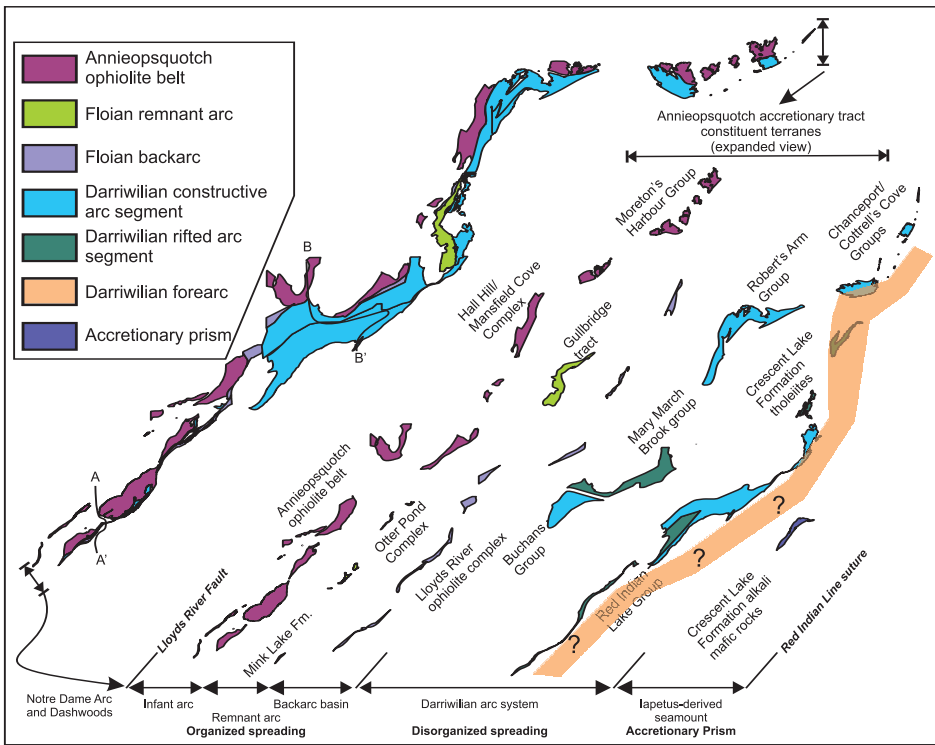 Annieopsquotch
ophiolite belt
Floian remnant arc
Floian backarc
Darriwilian constructive
arc segment
Darriwilian rifted arc
segment
Darriwilian forearc
Accretionary prism
Annieopsquotch accretionary tract
constituent terranes
(expanded view)
B
B'
A
A'
Moreton's
Harbour Group
Chanceport/
Cottrell's Cove
Groups
Hall Hill/
Mansfield Cove
Complex
Robert's Arm
Group
Gullbridge
tract
Crescent Lake
Formation
tholeiites
Mary March
Brook group
Annieopsquotch
ophiolite belt
Otter Pond
Complex
Lloyds River
ophiolite complex
Buchans
Group
Red Indian
Lake Group
?
?
?
Crescent Lake
Formation alkali
mafic rocks
Red Indian Line suture
Lloyds River Fault
Mink Lake Fm.
Notre Dame Arc
and Dashwoods
Infant arc
Remnant arc
Backarc basin
Organized spreading
Darriwilian arc system
Disorganized spreading
Iapetus-derived
seamount
Accretionary Prism